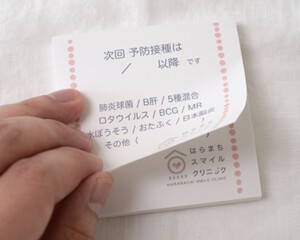 次回 予防接種は
/ 以降 です
肺炎球菌 / B肝 / 5種混合
ロタウイルス / BCG / MR
水ぼうそう / おたふく / 日本脳炎
その他 (
はらまち
スマイル
クリニック
HARAMACHI SMILE CLINIC